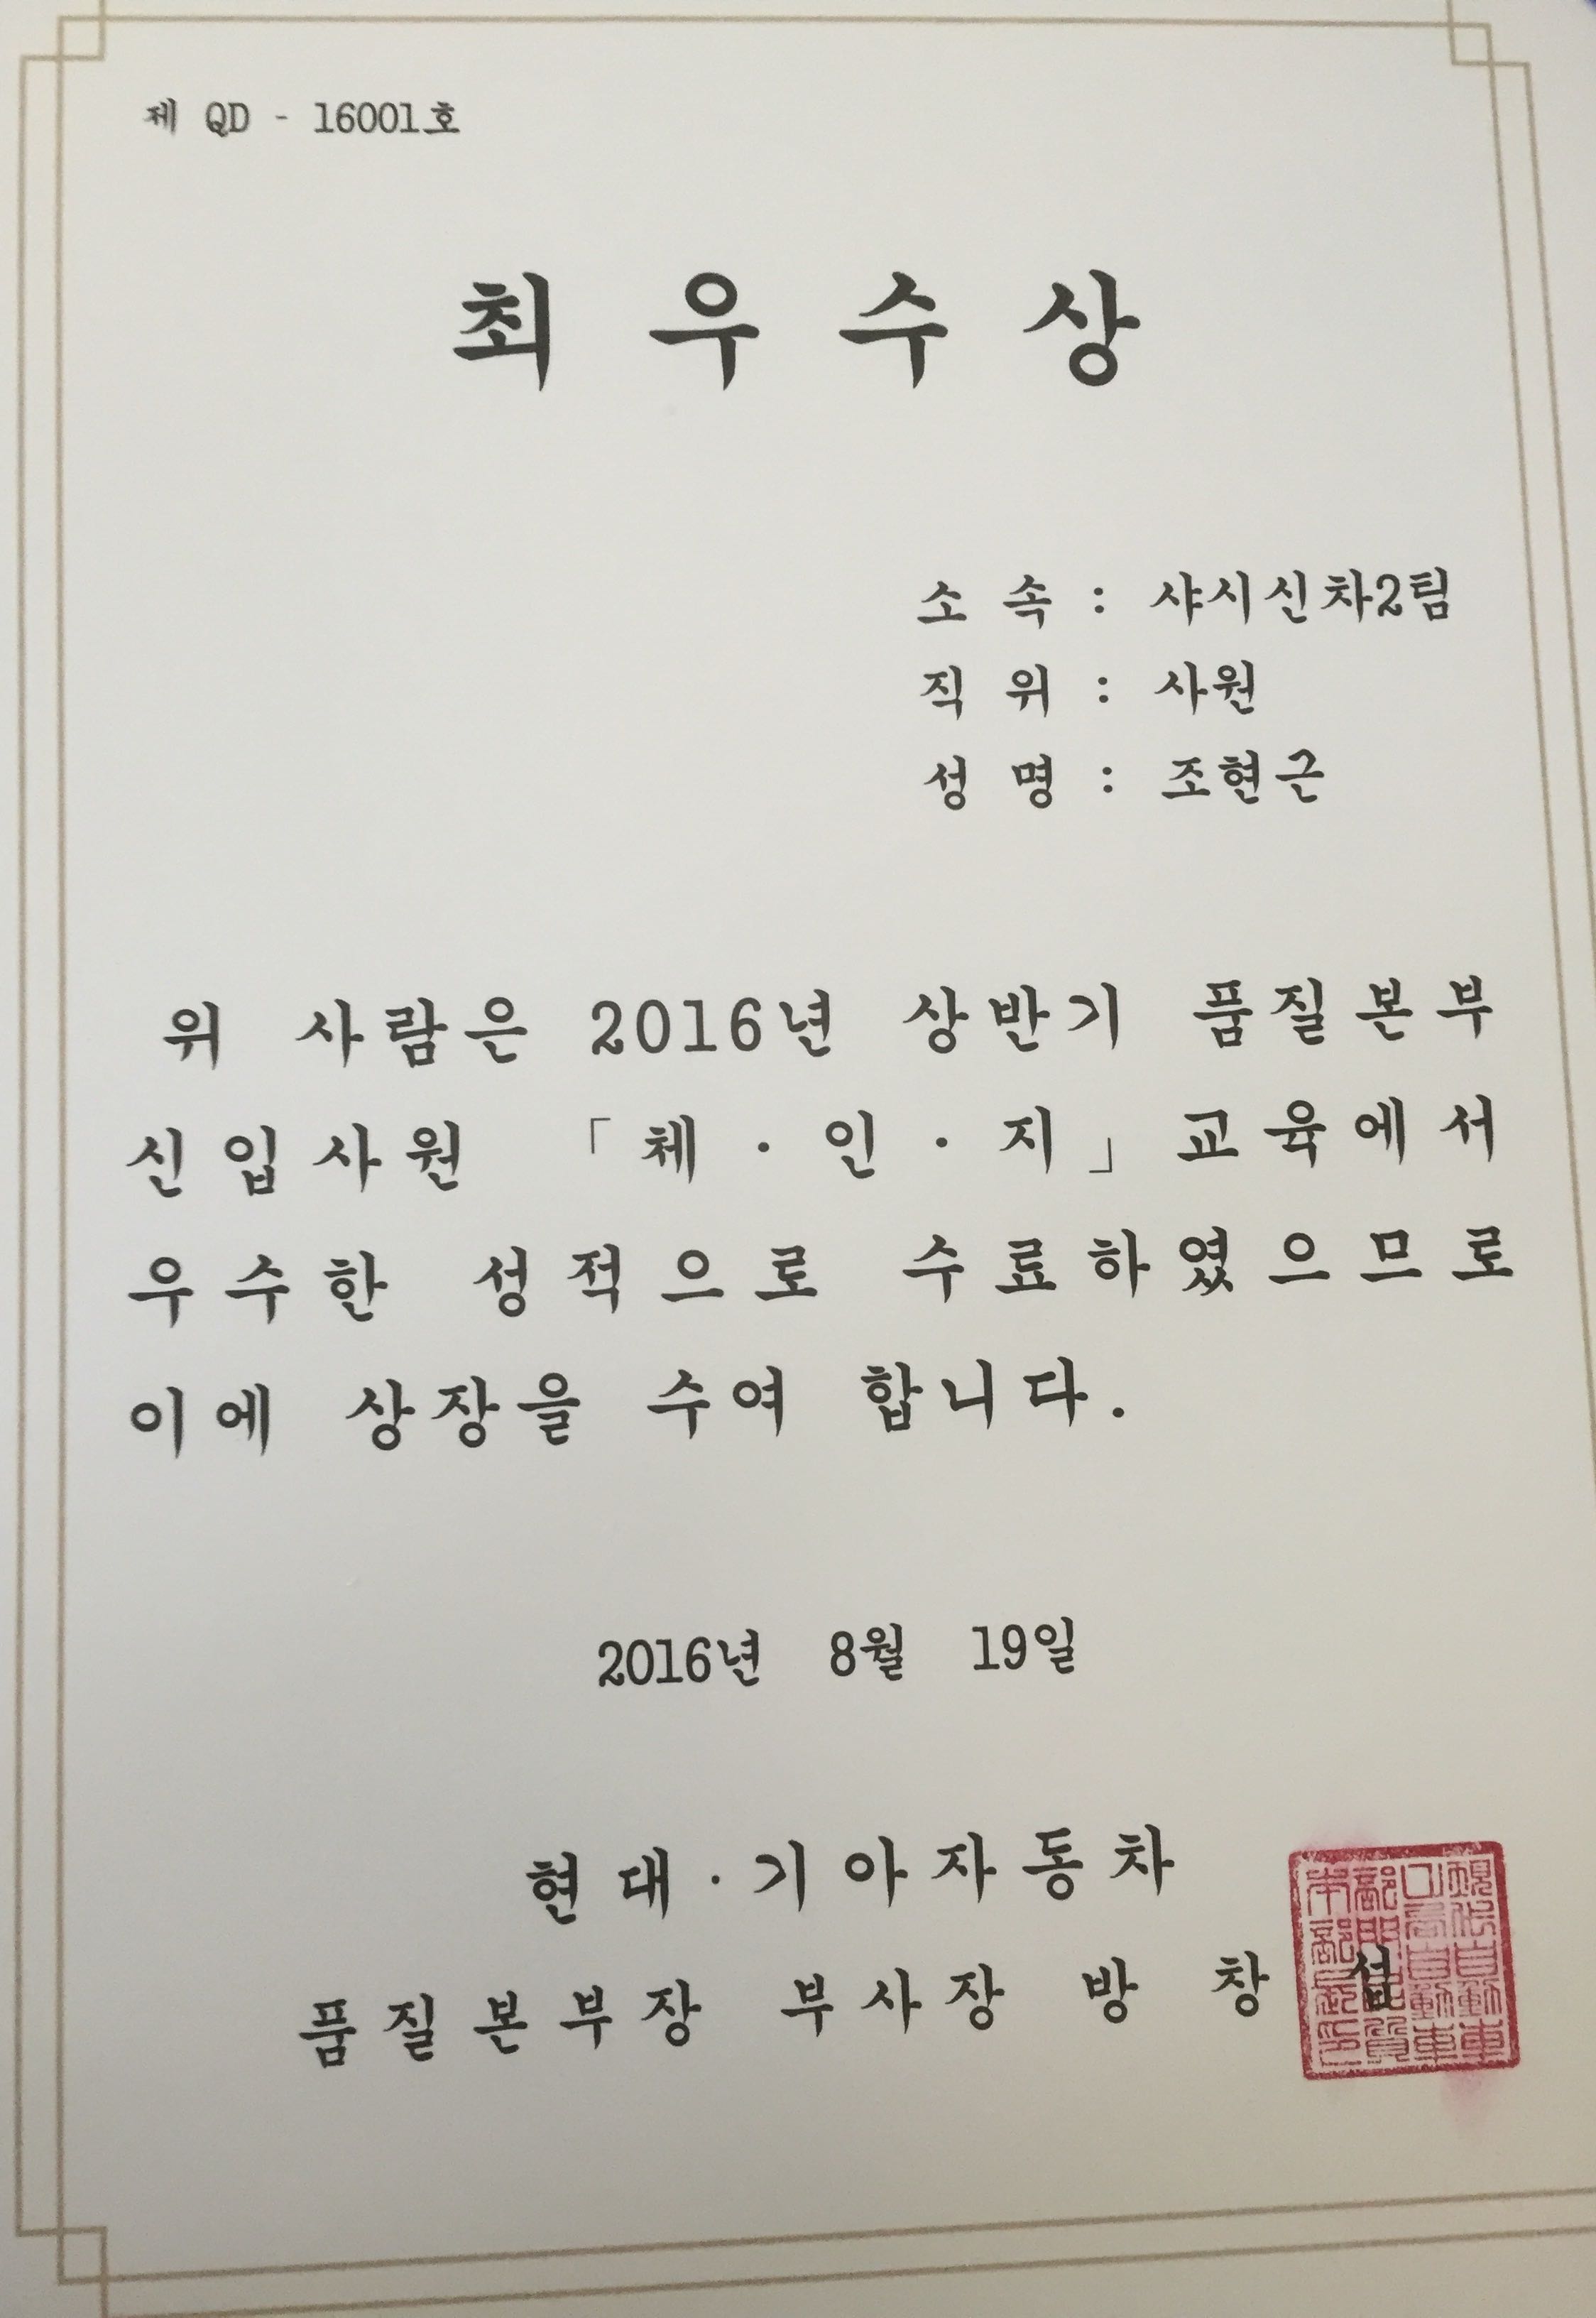 제 QD - 16001호
최 우 수 상
소 속 : 샤시신차2팀
직 위 : 사원
성 명 : 조현근
위 사람은 2016년 상반기 품질본부
신입사원 「체 · 인 · 지」교육에서
우수한 성적으로 수료하였으므로
이에 상장을 수여 합니다.
2016년 8월 19일
현대·기아자동차
품질본부장 부사장 방 창 섭